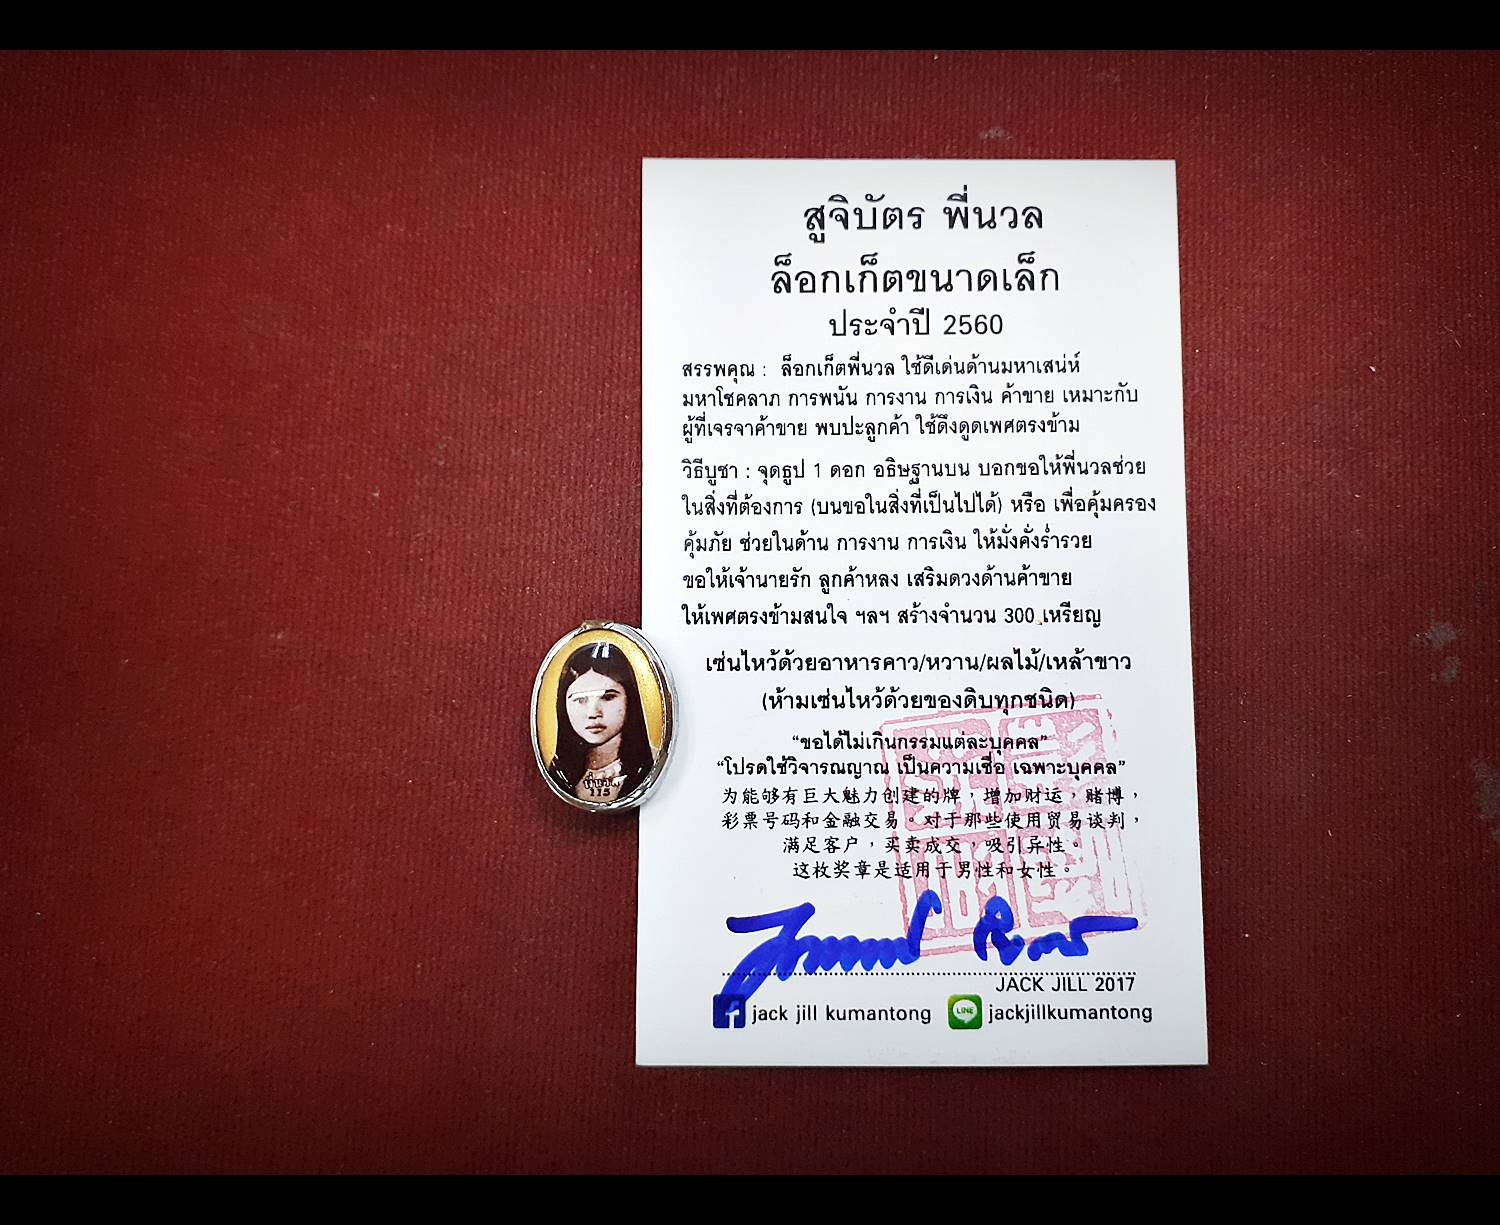 สูจิบัตร พี่นวล
ล็อกเก็ตขนาดเล็ก
ประจำปี 2560
สรรพคุณ : ล็อกเก็ตพี่นวล ใช้ดีเด่นด้านมหาเสน่ห์
มหาโชคลาภ การพนัน การงาน การเงิน ค้าขาย เหมาะกับ
ผู้ที่เจรจาค้าขาย พบปะลูกค้า ใช้ดึงดูดเพศตรงข้าม
วิธีบูชา : จุดธูป 1 ดอก อธิษฐานบน บอกขอให้พี่นวลช่วย
ในสิ่งที่ต้องการ (บนขอในสิ่งที่เป็นไปได้) หรือ เพื่อคุ้มครอง
คุ้มภัย ช่วยในด้าน การงาน การเงิน ให้มั่งคั่งร่ำรวย
ขอให้เจ้านายรัก ลูกค้าหลง เสริมดวงด้านค้าขาย
ให้เพศตรงข้ามสนใจ ฯลฯ สร้างจำนวน 300 เหรียญ
เซ่นไหว้ด้วยอาหารคาว/หวาน/ผลไม้/เหล้าขาว
(ห้ามเซ่นไหว้ด้วยของดิบทุกชนิด)
“ขอได้ไม่เกินกรรมแต่ละบุคคล”
“โปรดใช้วิจารณญาณ เป็นความเชื่อ เฉพาะบุคคล”
为能够有巨大魅力创建的牌，增加财运，赌博，
彩票号码和金融交易。对于那些使用贸易谈判，
满足客户，买卖成交，吸引异性。
这枚奖章是适用于男性和女性。
JACK JILL 2017
jack jill kumantong
LINE jackjillkumantong
115